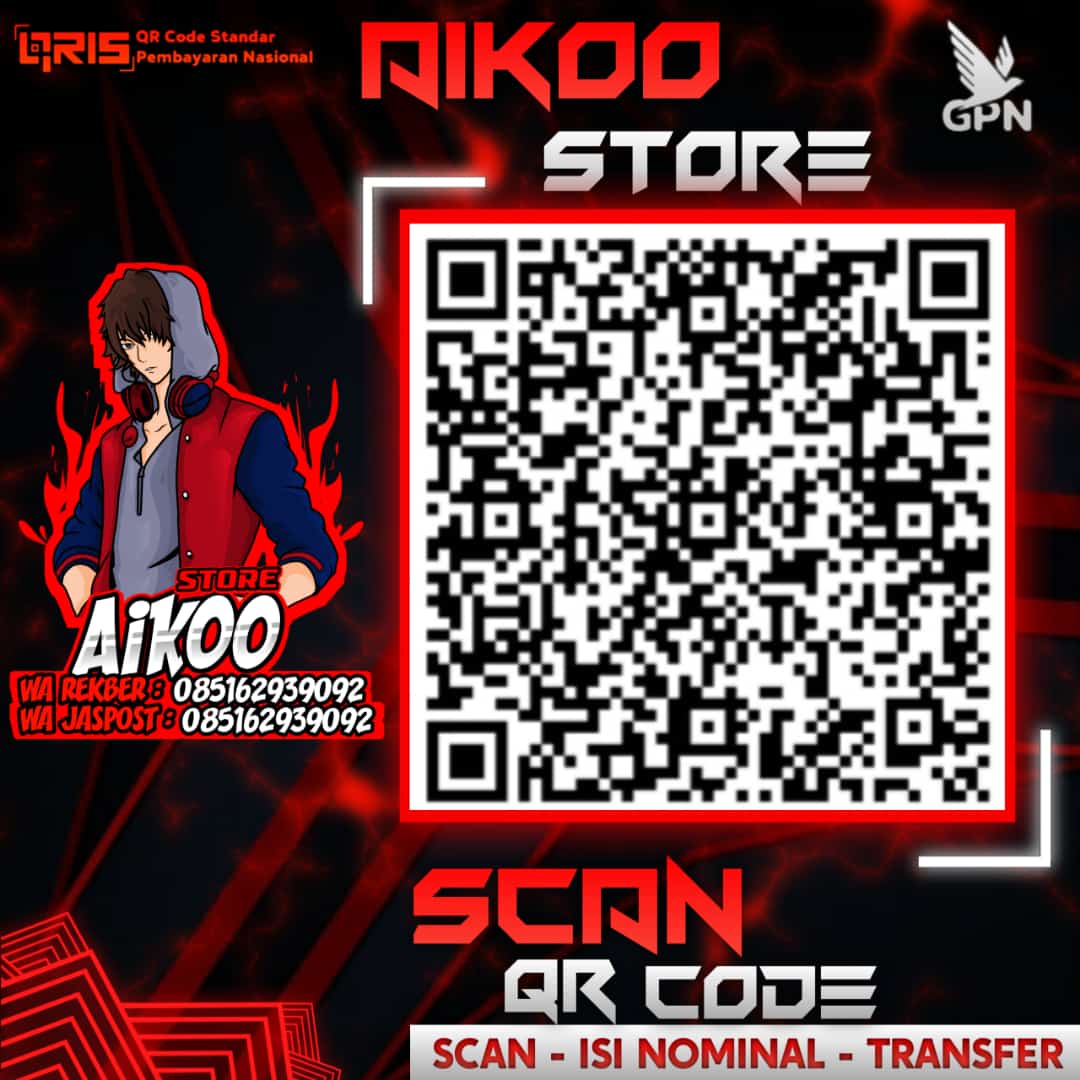 QRIS QR Code Standar
Pembayaran Nasional
AIKOO
STORE
GPN
STORE
AiKOO
WA REKBER : 085162939092
WA JASPOST : 085162939092
SCAN
QR CODE
SCAN - ISI NOMINAL - TRANSFER